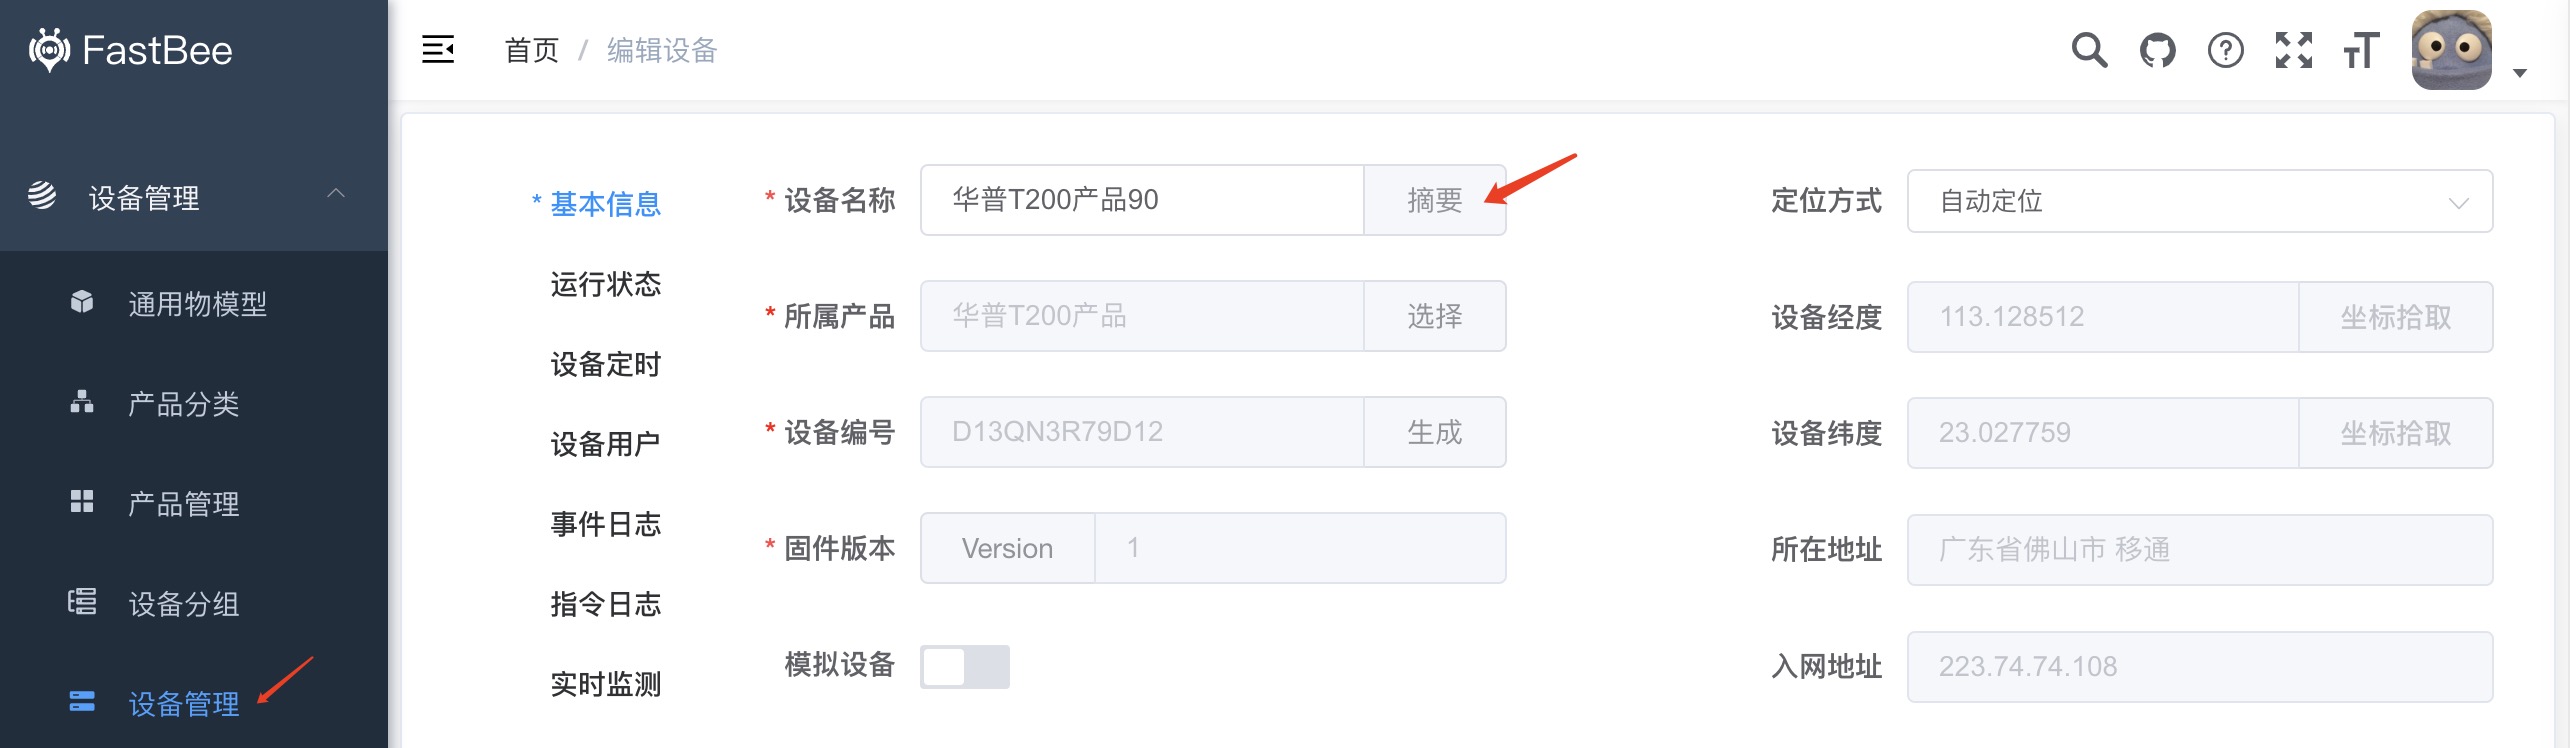 FastBee
首页 / 编辑设备
设备管理
通用物模型
产品分类
产品管理
设备分组
设备管理
* 基本信息
运行状态
设备定时
设备用户
事件日志
指令日志
实时监测
* 设备名称 华普T200产品90 摘要
* 所属产品 华普T200产品 选择
* 设备编号 D13QN3R79D12 生成
* 固件版本 Version 1
模拟设备
定位方式 自动定位
设备经度 113.128512 坐标拾取
设备纬度 23.027759 坐标拾取
所在地址 广东省佛山市 移通
入网地址 223.74.74.108